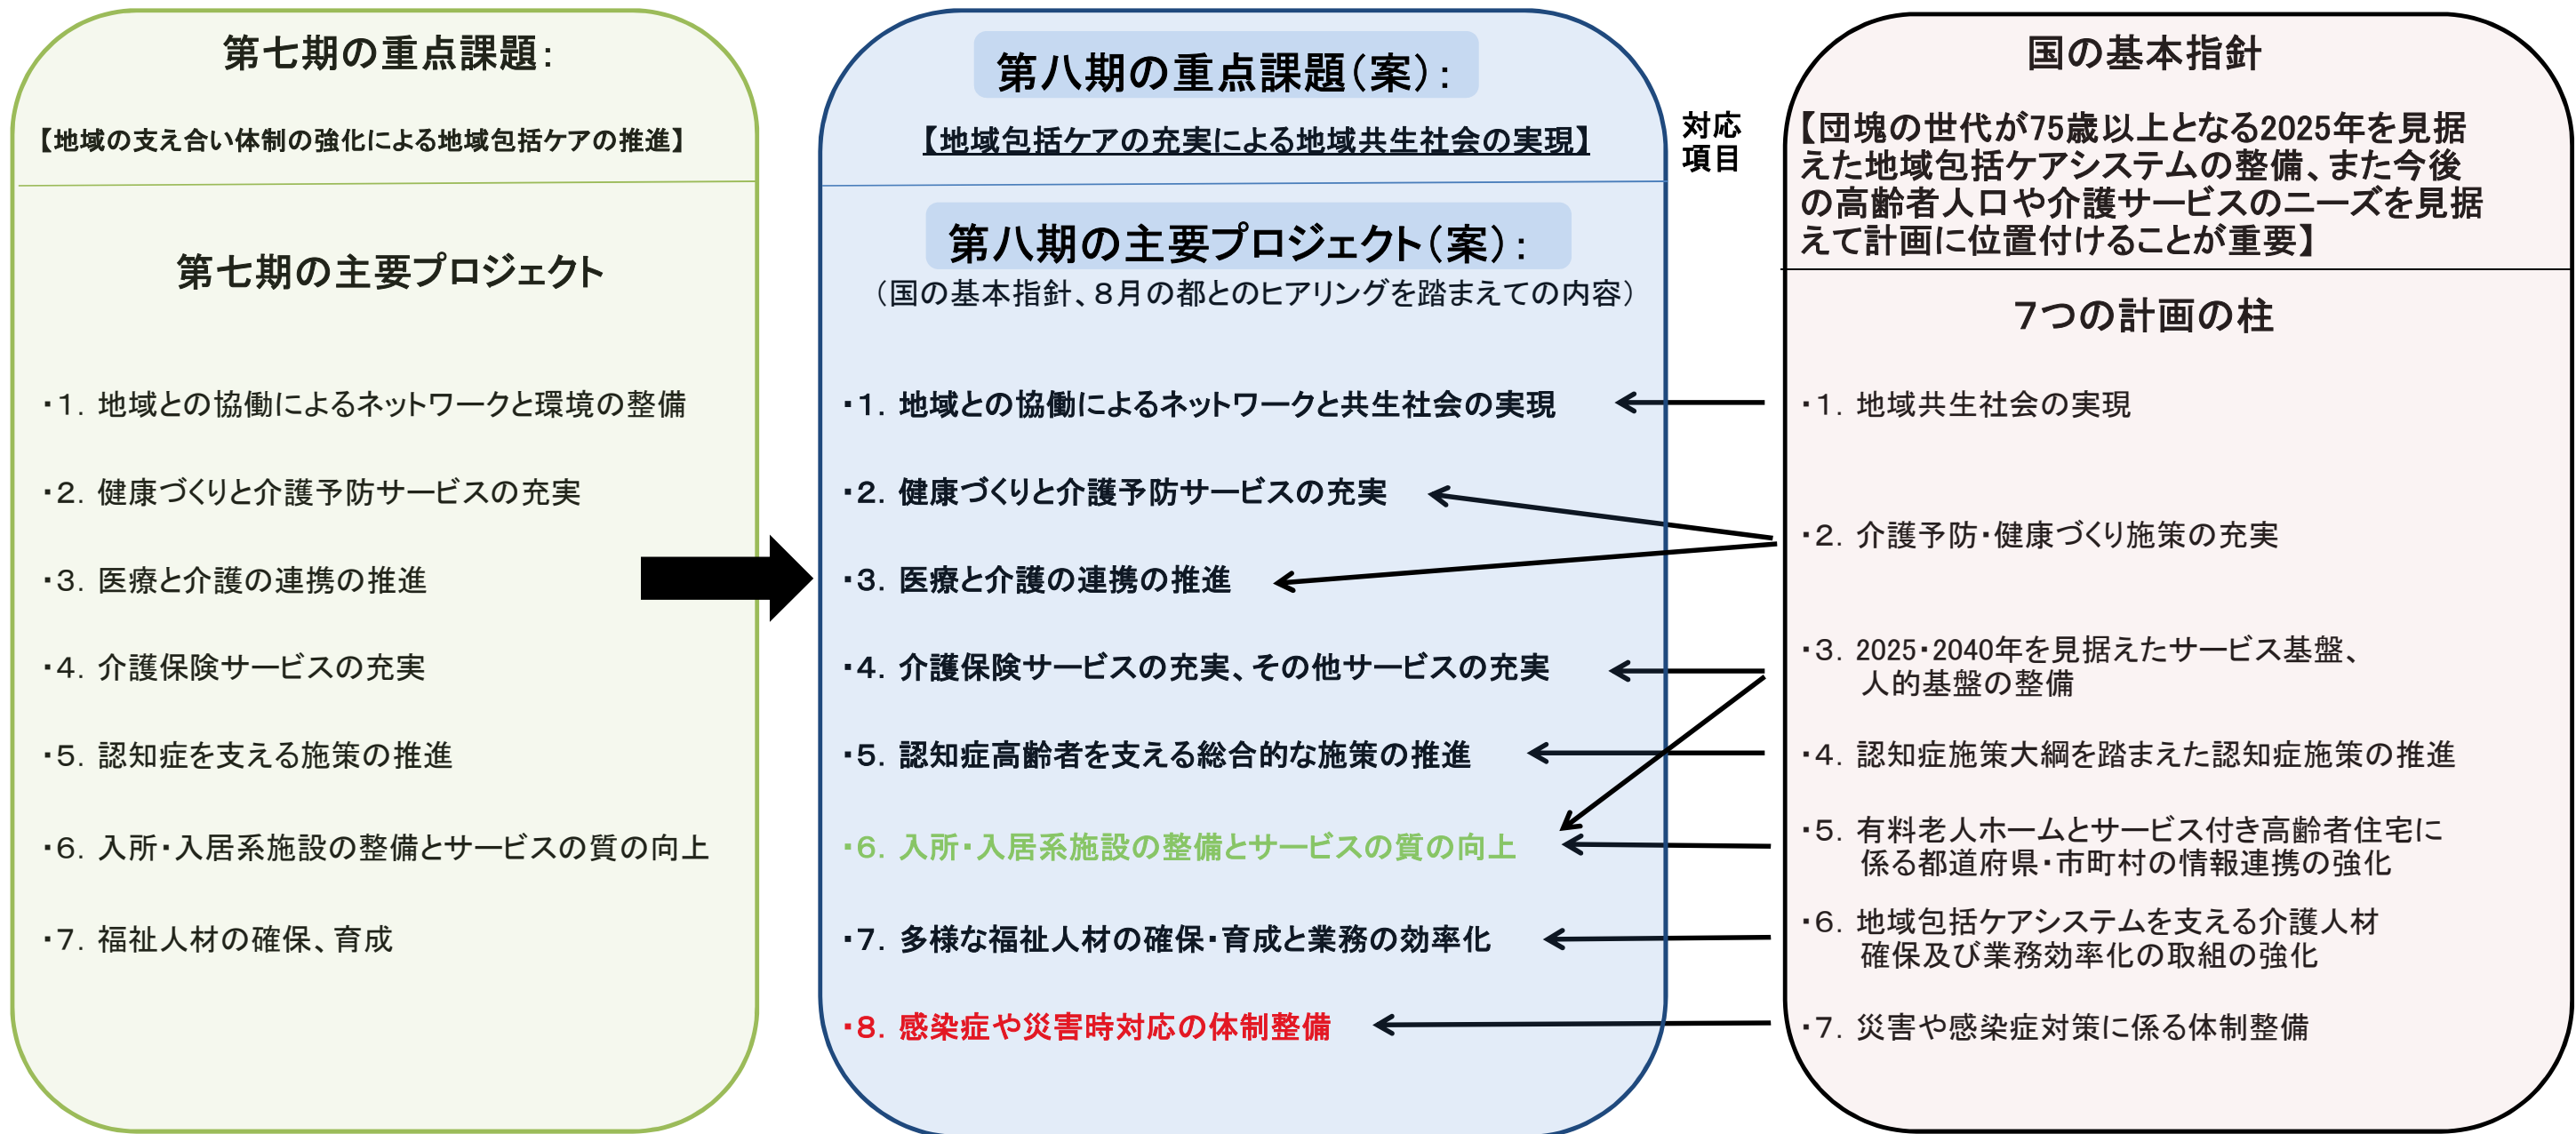 第七期の重点課題：
【地域の支え合い体制の強化による地域包括ケアの推進】
第七期の主要プロジェクト
・１．地域との協働によるネットワークと環境の整備
・２．健康づくりと介護予防サービスの充実
・３．医療と介護の連携の推進
・４．介護保険サービスの充実
・５．認知症を支える施策の推進
・６．入所・入居系施設の整備とサービスの質の向上
・７．福祉人材の確保、育成
第八期の重点課題（案）：
【地域包括ケアの充実による地域共生社会の実現】
第八期の主要プロジェクト（案）：
（国の基本指針、８月の都とのヒアリングを踏まえての内容）
・１．地域との協働によるネットワークと共生社会の実現
・２．健康づくりと介護予防サービスの充実
・３．医療と介護の連携の推進
・４．介護保険サービスの充実、その他サービスの充実
・５．認知症高齢者を支える総合的な施策の推進
・６．入所・入居系施設の整備とサービスの質の向上
・７．多様な福祉人材の確保・育成と業務の効率化
・８．感染症や災害時対応の体制整備
対応
項目
国の基本指針
【団塊の世代が75歳以上となる2025年を見据
えた地域包括ケアシステムの整備、また今後
の高齢者人口や介護サービスのニーズを見据
えて計画に位置付けることが重要】
７つの計画の柱
・１．地域共生社会の実現
・２．介護予防・健康づくり施策の充実
・３．2025・2040年を見据えたサービス基盤、
人的基盤の整備
・４．認知症施策大綱を踏まえた認知症施策の推進
・５．有料老人ホームとサービス付き高齢者住宅に
係る都道府県・市町村の情報連携の強化
・６．地域包括ケアシステムを支える介護人材
確保及び業務効率化の取組の強化
・７．災害や感染症対策に係る体制整備